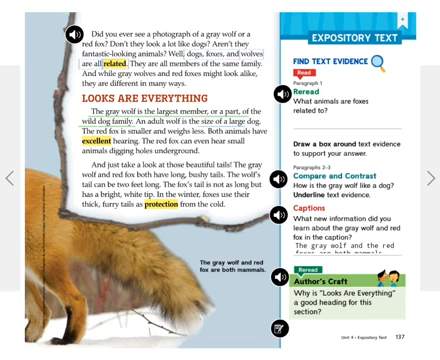 Did you ever see a photograph of a gray wolf or a
red fox? Don't they look a lot like dogs? Aren't they
fantastic-looking animals? Well, dogs, foxes, and wolves
are all related. They are all members of the same family.
And while gray wolves and red foxes might look alike,
they are different in many ways.
LOOKS ARE EVERYTHING
The gray wolf is the largest member, or a part, of the
wild dog family. An adult wolf is the size of a large dog.
The red fox is smaller and weighs less. Both animals have
excellent hearing. The red fox can even hear small
animals digging holes underground.
And just take a look at those beautiful tails! The gray
wolf and red fox both have long, bushy tails. The wolf's
tail can be two feet long. The fox's tail is not as long but
has a bright, white tip. In the winter, foxes use their
thick, furry tails as protection from the cold.
The gray wolf and red
fox are both mammals.
EXPOSITORY TEXT
FIND TEXT EVIDENCE
Read
Paragraph 1
Reread
What animals are foxes
related to?
Draw a box around text evidence
to support your answer.
Paragraphs 2–3
Compare and Contrast
How is the gray wolf like a dog?
Underline text evidence.
Captions
What new information did you
learn about the gray wolf and red
fox in the caption?
The gray wolf and the red
foxes are both mammals
Reread
Author's Craft
Why is "Looks Are Everything"
a good heading for this
section?
Unit 4 - Expository Text 137